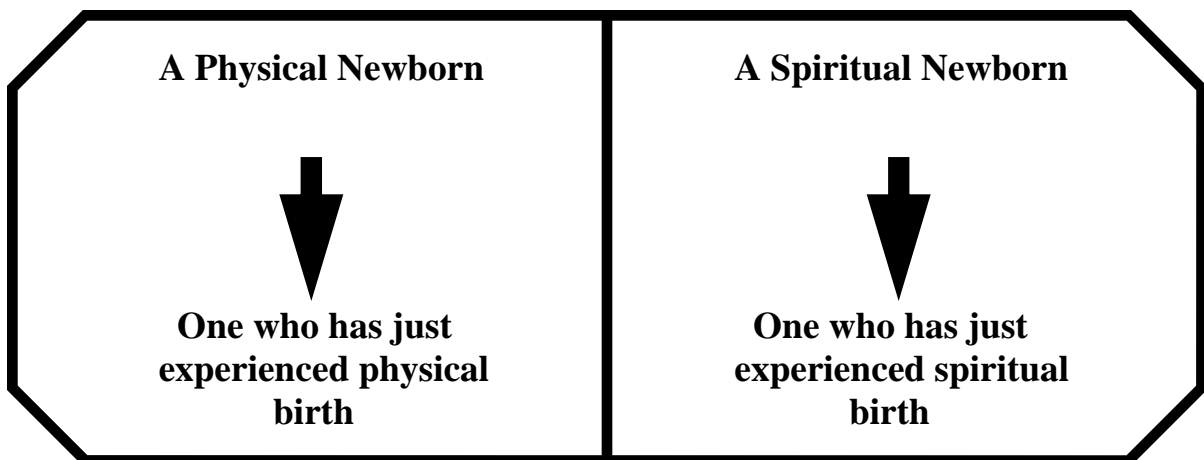 A Physical Newborn
One who has just
experienced physical
birth
A Spiritual Newborn
One who has just
experienced spiritual
birth